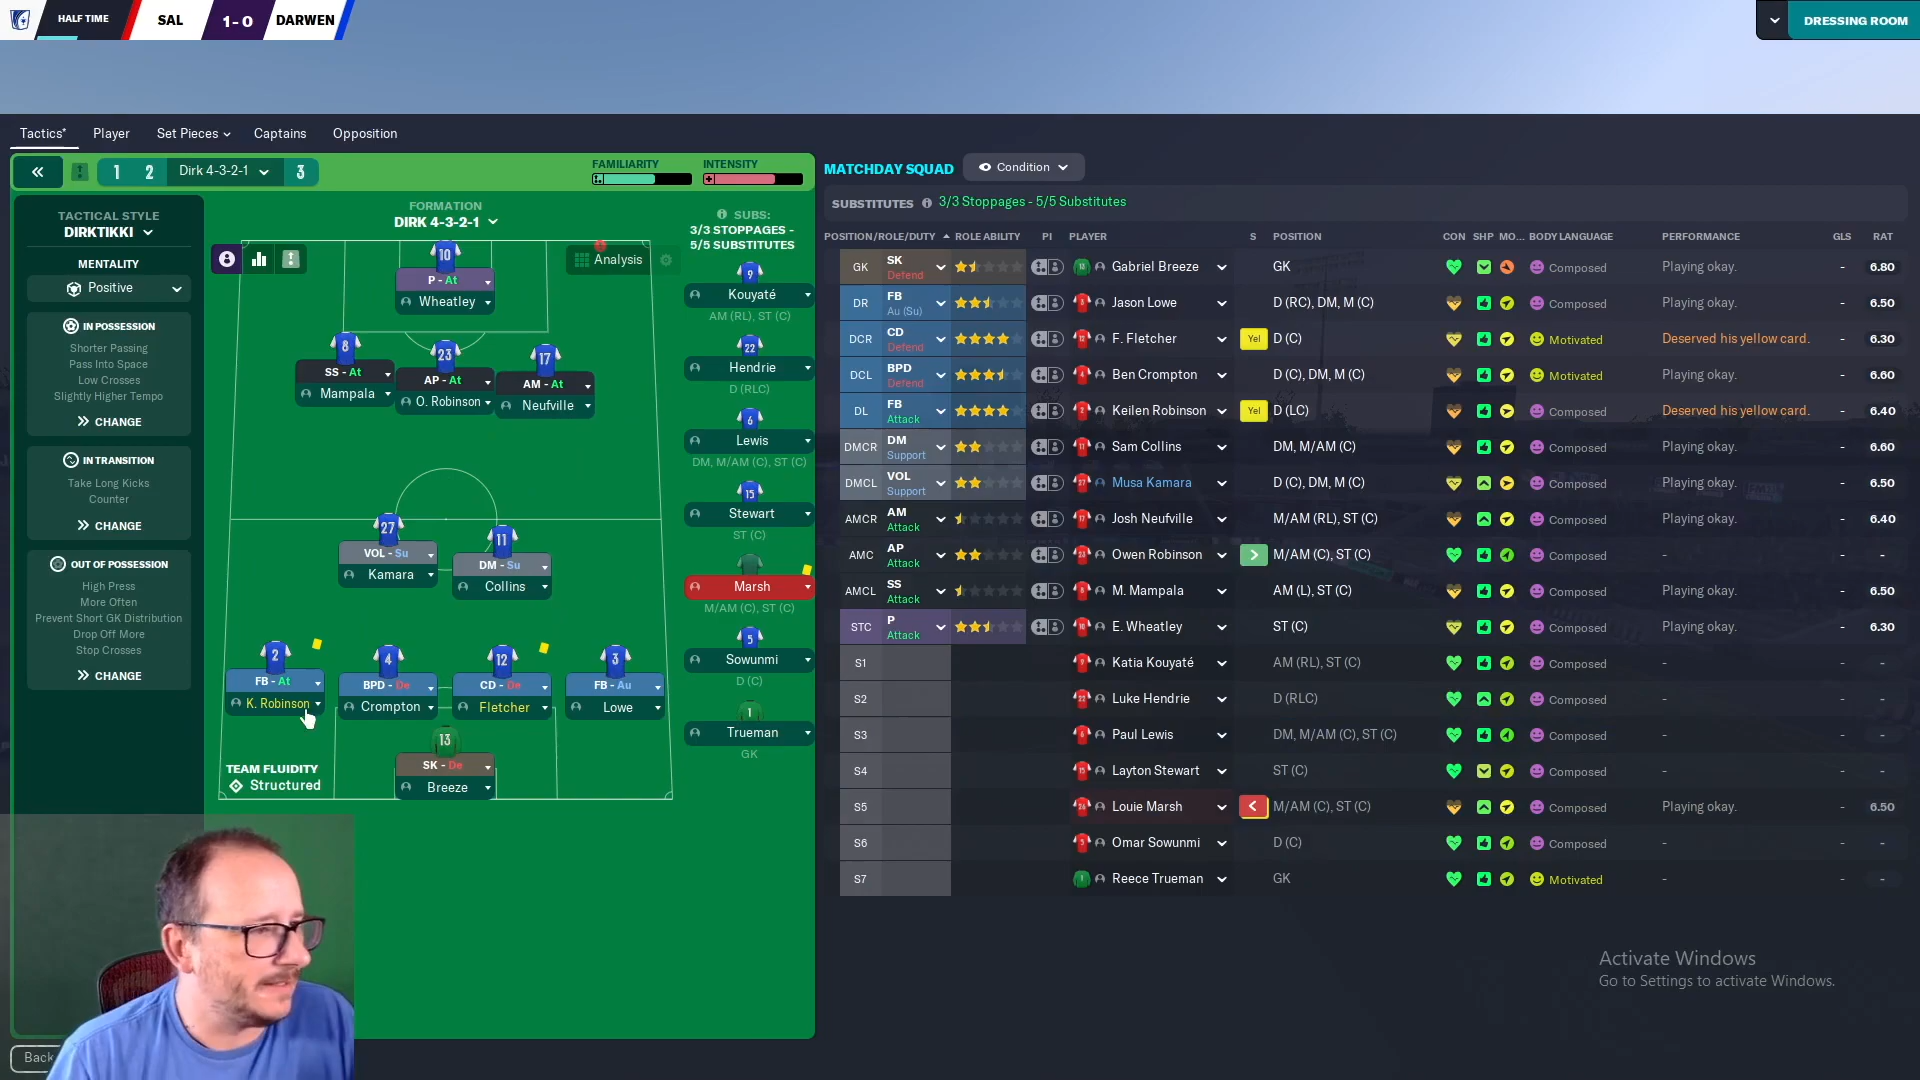 HALF TIME
SAL
1 - 0
DARWEN
DRESSING ROOM
Tactics*
Player
Set Pieces
Captains
Opposition
1
2
Dirk 4-3-2-1
3
FAMILIARITY
INTENSITY
TACTICAL STYLE
DIRKTIKKI
MENTALITY
Positive
IN POSSESSION
Shorter Passing
Pass Into Space
Low Crosses
Slightly Higher Tempo
CHANGE
IN TRANSITION
Take Long Kicks
Counter
CHANGE
OUT OF POSSESSION
High Press
More Often
Prevent Short GK Distribution
Drop Off More
Stop Crosses
CHANGE
FORMATION
DIRK 4-3-2-1
Analysis
10
P - At
Wheatley
8
SS - At
Mampala
23
AP - At
O. Robinson
17
AM - At
Neufville
27
VOL - Su
Kamara
11
DM - Su
Collins
2
FB - At
K. Robinson
4
BPD - De
Crompton
12
CD - De
Fletcher
3
FB - Au
Lowe
13
SK - De
Breeze
TEAM FLUIDITY
Structured
SUBS:
3/3 STOPPAGES -
5/5 SUBSTITUTES
9
Kouyaté
AM (RL), ST (C)
22
Hendrie
D (RLC)
6
Lewis
DM, M/AM (C), ST (C)
15
Stewart
ST (C)
Marsh
M/AM (C), ST (C)
5
Sowunmi
D (C)
1
Trueman
GK
Back
MATCHDAY SQUAD
Condition
SUBSTITUTES 3/3 Stoppages - 5/5 Substitutes
POSITION/ROLE/DUTY ROLE ABILITY PI PLAYER S POSITION CON SHP MO... BODY LANGUAGE PERFORMANCE GLS RAT
GK SK Defend Gabriel Breeze GK Composed Playing okay. - 6.80
DR FB Au (Su) Jason Lowe D (RC), DM, M (C) Composed Playing okay. - 6.50
DCR CD Defend F. Fletcher Yel D (C) Motivated Deserved his yellow card. - 6.30
DCL BPD Defend Ben Crompton D (C), DM, M (C) Motivated Playing okay. - 6.60
DL FB Attack Keilen Robinson Yel D (LC) Composed Deserved his yellow card. - 6.40
DMCR DM Support Sam Collins DM, M/AM (C) Composed Playing okay. - 6.60
DMCL VOL Support Musa Kamara D (C), DM, M (C) Composed Playing okay. - 6.50
AMCR AM Attack Josh Neufville M/AM (RL), ST (C) Composed Playing okay. - 6.40
AMC AP Attack Owen Robinson M/AM (C), ST (C) Composed - - -
AMCL SS Attack M. Mampala AM (L), ST (C) Composed Playing okay. - 6.50
STC P Attack E. Wheatley ST (C) Composed Playing okay. - 6.30
S1 Katia Kouyaté AM (RL), ST (C) Composed - - -
S2 Luke Hendrie D (RLC) Composed - - -
S3 Paul Lewis DM, M/AM (C), ST (C) Composed - - -
S4 Layton Stewart ST (C) Composed - - -
S5 Louie Marsh M/AM (C), ST (C) Composed Playing okay. - 6.50
S6 Omar Sowunmi D (C) Composed - - -
S7 Reece Trueman GK Motivated - - -
Activate Windows
Go to Settings to activate Windows.